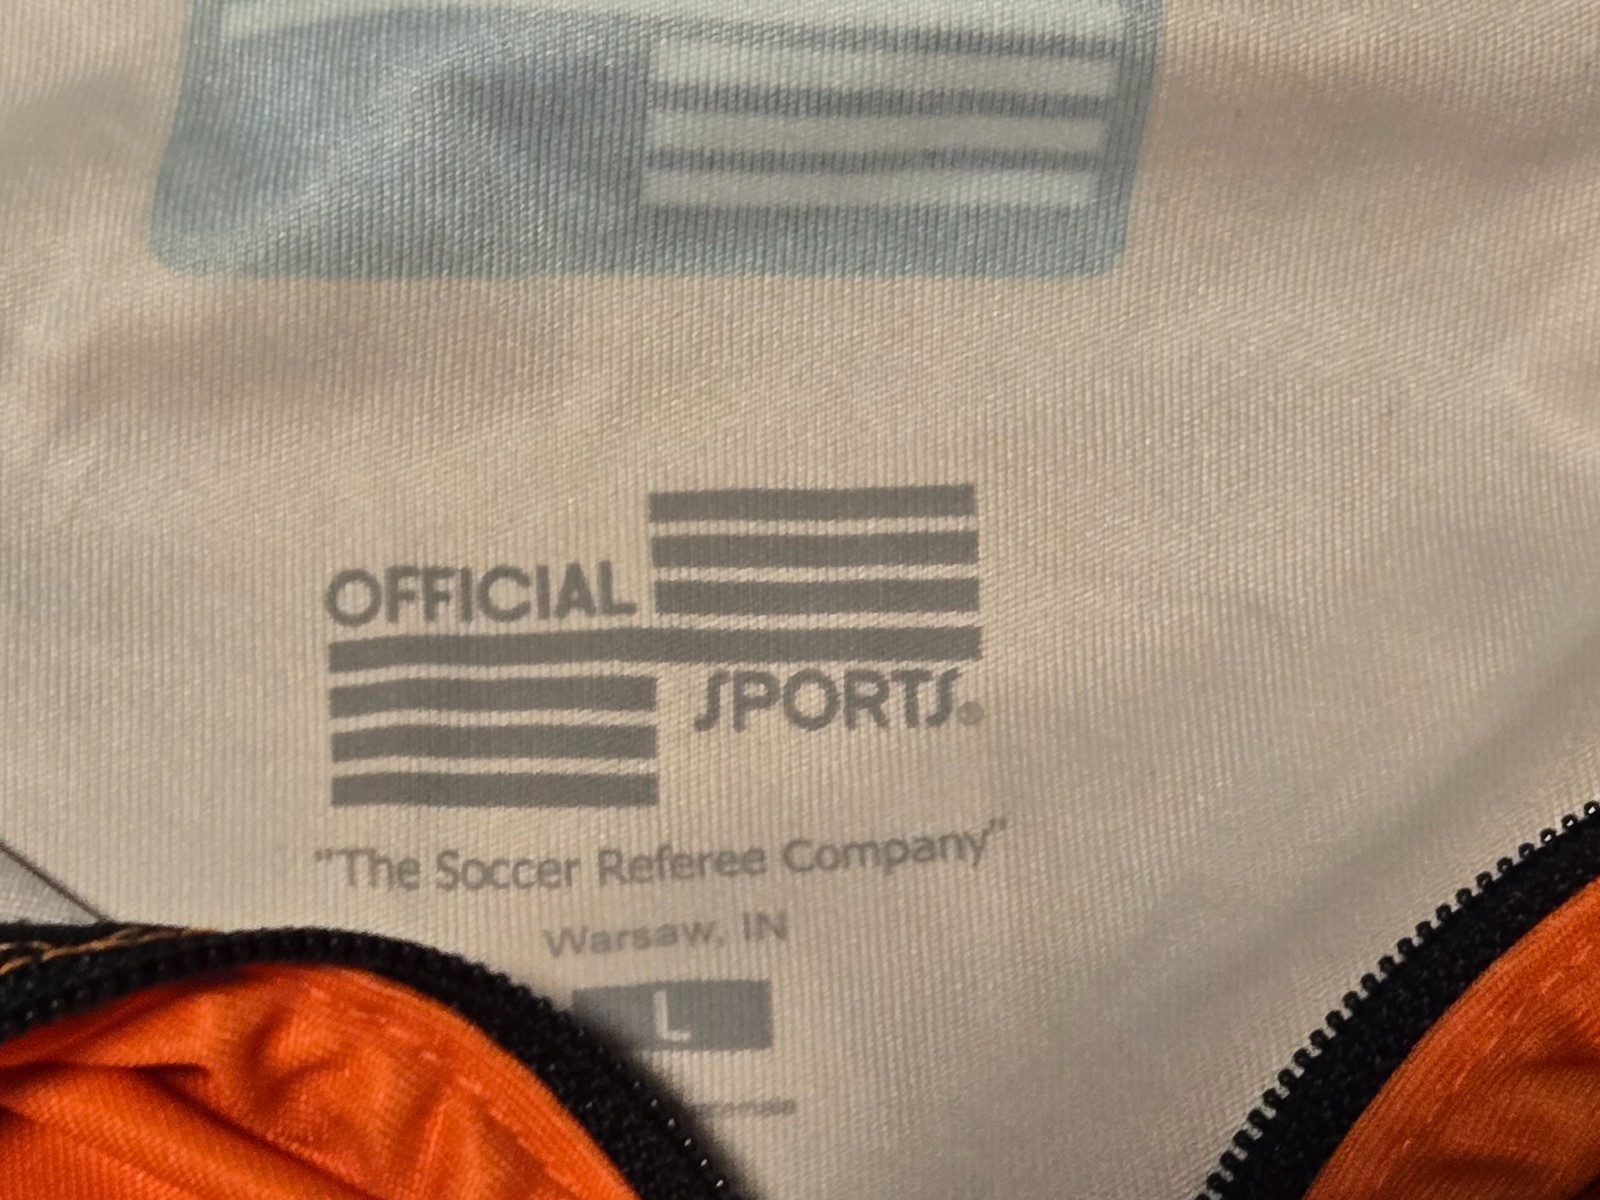 OFFICIAL
SPORTS®
"The Soccer Referee Company"
Warsaw, IN
L